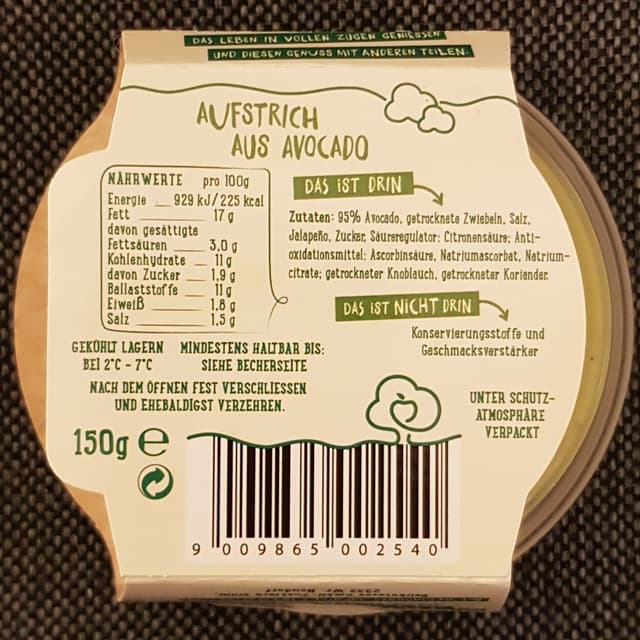 DAS LEBEN IN VOLLEN ZÜGEN GENIESSEN
UND DIESEN GENUSS MIT ANDEREN TEILEN.
AUFSTRICH
AUS AVOCADO
NÄHRWERTE pro 100g
Energie 929 kJ/225 kcal
Fett 17 g
davon gesättigte
Fettsäuren 3,0 g
Kohlenhydrate 11 g
davon Zucker 1,9 g
Ballaststoffe 11 g
Eiweiß 1,8 g
Salz 1,5 g
DAS iST DRIN
Zutaten: 95% Avocado, getrocknete Zwiebeln, Salz,
Jalapeño, Zucker, Säureregulator: Citronensäure; Anti-
oxidationsmittel: Ascorbinsäure, Natriumascorbat, Natrium-
citrate; getrockneter Knoblauch, getrockneter Koriander.
DAS iST NiCHT DRIN
Konservierungsstoffe und
Geschmacksverstärker
GEKÜHLT LAGERN
BEI 2°C - 7°C
MINDESTENS HALTBAR BIS:
SIEHE BECHERSEITE
NACH DEM ÖFFNEN FEST VERSCHLIESSEN
UND EHEBALDIGST VERZEHREN.
UNTER SCHUTZ-
ATMOSPHÄRE
VERPACKT
150g e
9 009865 002540
2355 Wr. Neudorf